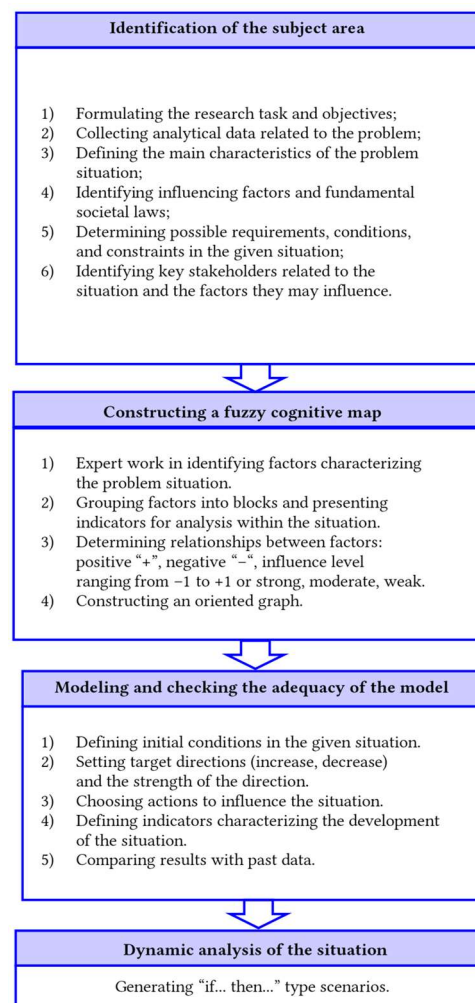 Identification of the subject area
1) Formulating the research task and objectives;
2) Collecting analytical data related to the problem;
3) Defining the main characteristics of the problem
situation;
4) Identifying influencing factors and fundamental
societal laws;
5) Determining possible requirements, conditions,
and constraints in the given situation;
6) Identifying key stakeholders related to the
situation and the factors they may influence.
Constructing a fuzzy cognitive map
1) Expert work in identifying factors characterizing
the problem situation.
2) Grouping factors into blocks and presenting
indicators for analysis within the situation.
3) Determining relationships between factors:
positive “+”, negative “−“, influence level
ranging from −1 to +1 or strong, moderate, weak.
4) Constructing an oriented graph.
Modeling and checking the adequacy of the model
1) Defining initial conditions in the given situation.
2) Setting target directions (increase, decrease)
and the strength of the direction.
3) Choosing actions to influence the situation.
4) Defining indicators characterizing the development
of the situation.
5) Comparing results with past data.
Dynamic analysis of the situation
Generating “if... then...” type scenarios.